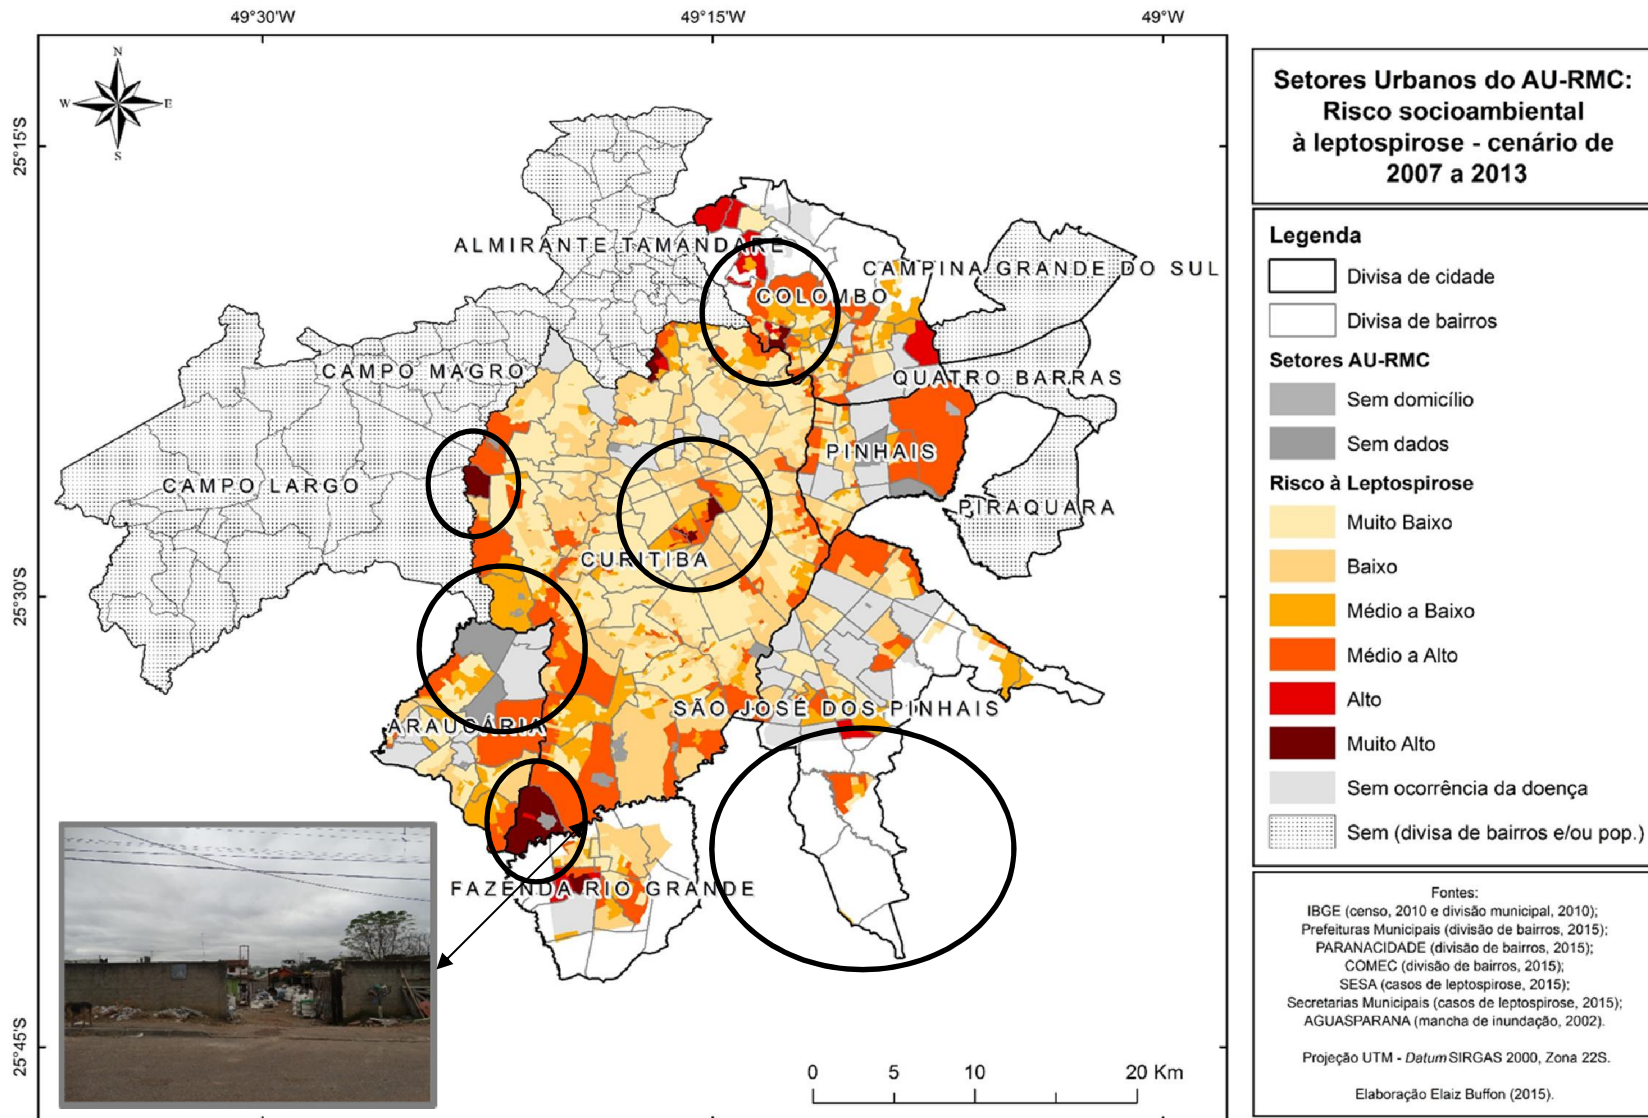 49°30'W
49°15'W
49°W
N
W
E
S
25°15'S
25°30'S
25°45'S
ALMIRANTE TAMANDARÉ
CAMPINA GRANDE DO SUL
COLOMBO
CAMPO MAGRO
QUATRO BARRAS
PINHAIS
CAMPO LARGO
PIRAQUARA
CURITIBA
SÃO JOSÉ DOS PINHAIS
ARAUCÁRIA
FAZENDA RIO GRANDE
0 5 10 20 Km
Setores Urbanos do AU-RMC:
Risco socioambiental
à leptospirose - cenário de
2007 a 2013
Legenda
Divisa de cidade
Divisa de bairros
Setores AU-RMC
Sem domicílio
Sem dados
Risco à Leptospirose
Muito Baixo
Baixo
Médio a Baixo
Médio a Alto
Alto
Muito Alto
Sem ocorrência da doença
Sem (divisa de bairros e/ou pop.)
Fontes:
IBGE (censo, 2010 e divisão municipal, 2010);
Prefeituras Municipais (divisão de bairros, 2015);
PARANACIDADE (divisão de bairros, 2015);
COMEC (divisão de bairros, 2015);
SESA (casos de leptospirose, 2015);
Secretarias Municipais (casos de leptospirose, 2015);
AGUASPARANA (mancha de inundação, 2002).
Projeção UTM - Datum SIRGAS 2000, Zona 22S.
Elaboração Elaiz Buffon (2015).